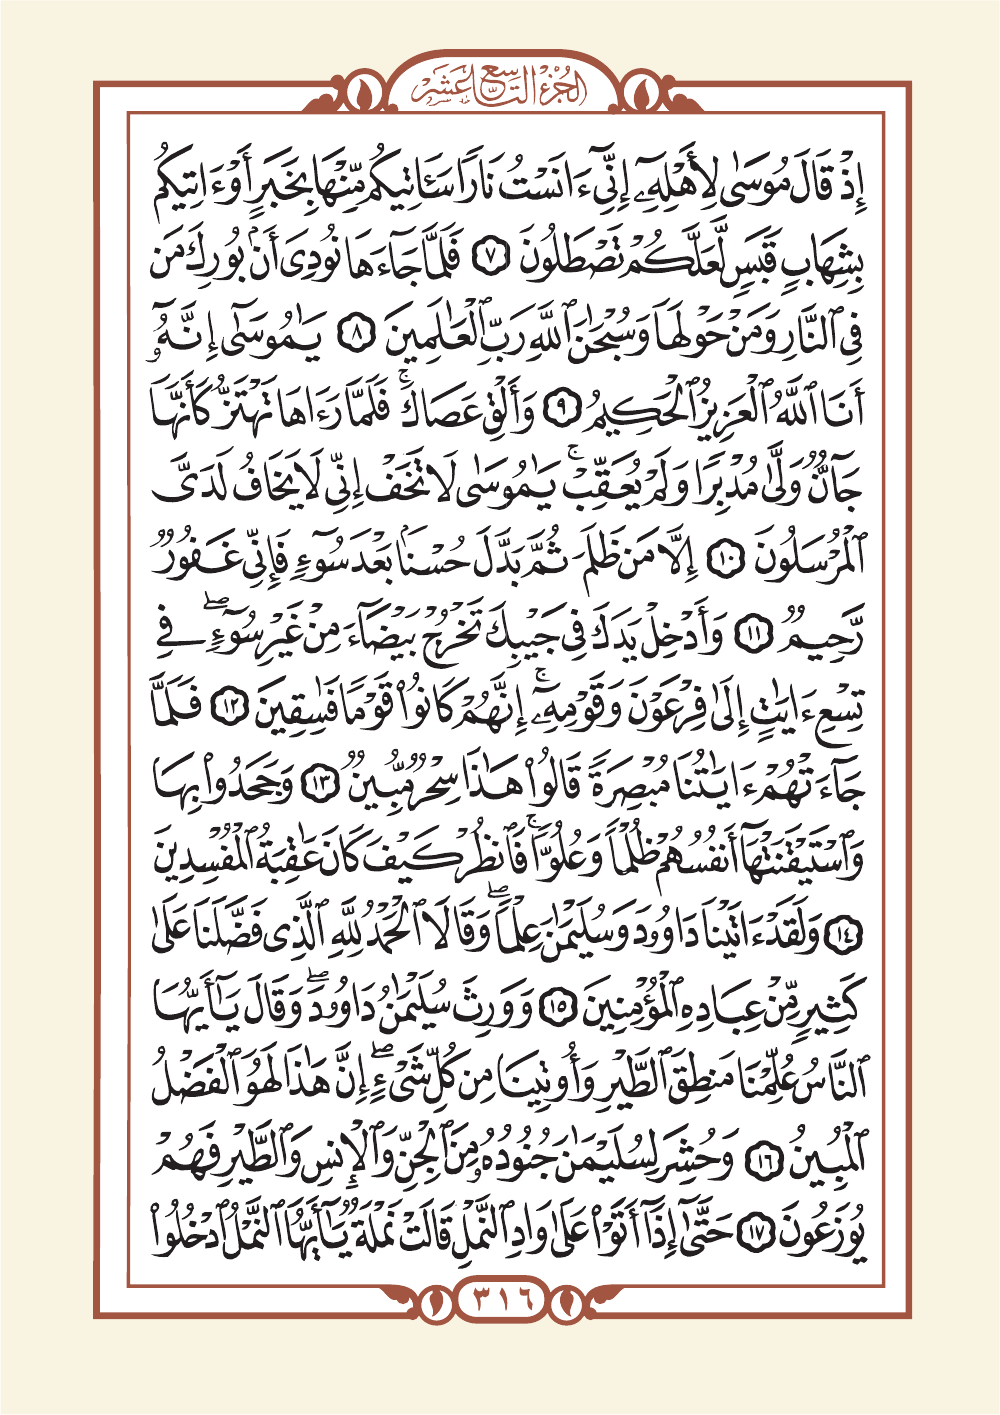 الجزء التاسع عشر
إِذْ قَالَ مُوسَىٰ لِأَهْلِهِۦٓ إِنِّىٓ ءَانَسْتُ نَارًا سَـَٔاتِيكُم مِّنْهَا بِخَبَرٍ أَوْ ءَاتِيكُم
بِشِهَابٍ قَبَسٍ لَّعَلَّكُمْ تَصْطَلُونَ ٧ فَلَمَّا جَآءَهَا نُودِىَ أَنۢ بُورِكَ مَن
فِى ٱلنَّارِ وَمَنْ حَوْلَهَا وَسُبْحَٰنَ ٱللَّهِ رَبِّ ٱلْعَٰلَمِينَ ٨ يَٰمُوسَىٰٓ إِنَّهُۥٓ
أَنَا ٱللَّهُ ٱلْعَزِيزُ ٱلْحَكِيمُ ٩ وَأَلْقِ عَصَاكَ ۚ فَلَمَّا رَءَاهَا تَهْتَزُّ كَأَنَّهَا
جَآنٌّ وَلَّىٰ مُدْبِرًا وَلَمْ يُعَقِّبْ ۚ يَٰمُوسَىٰ لَا تَخَفْ إِنِّى لَا يَخَافُ لَدَىَّ
ٱلْمُرْسَلُونَ ١٠ إِلَّا مَن ظَلَمَ ثُمَّ بَدَّلَ حُسْنًۢا بَعْدَ سُوٓءٍ فَإِنِّى غَفُورٌ
رَّحِيمٌ ١١ وَأَدْخِلْ يَدَكَ فِى جَيْبِكَ تَخْرُجْ بَيْضَآءَ مِنْ غَيْرِ سُوٓءٍ ۖ فِى
تِسْعِ ءَايَٰتٍ إِلَىٰ فِرْعَوْنَ وَقَوْمِهِۦٓ ۚ إِنَّهُمْ كَانُوا۟ قَوْمًا فَٰسِقِينَ ١٢ فَلَمَّا
جَآءَتْهُمْ ءَايَٰتُنَا مُبْصِرَةً قَالُوا۟ هَٰذَا سِحْرٌ مُّبِينٌ ١٣ وَجَحَدُوا۟ بِهَا
وَٱسْتَيْقَنَتْهَآ أَنفُسُهُمْ ظُلْمًا وَعُلُوًّا ۚ فَٱنظُرْ كَيْفَ كَانَ عَٰقِبَةُ ٱلْمُفْسِدِينَ
١٤ وَلَقَدْ ءَاتَيْنَا دَاوُۥدَ وَسُلَيْمَٰنَ عِلْمًا ۖ وَقَالَا ٱلْحَمْدُ لِلَّهِ ٱلَّذِى فَضَّلَنَا عَلَىٰ
كَثِيرٍ مِّنْ عِبَادِهِ ٱلْمُؤْمِنِينَ ١٥ وَوَرِثَ سُلَيْمَٰنُ دَاوُۥدَ ۖ وَقَالَ يَٰٓأَيُّهَا
ٱلنَّاسُ عُلِّمْنَا مَنطِقَ ٱلطَّيْرِ وَأُوتِينَا مِن كُلِّ شَىْءٍ ۖ إِنَّ هَٰذَا لَهُوَ ٱلْفَضْلُ
ٱلْمُبِينُ ١٦ وَحُشِرَ لِسُلَيْمَٰنَ جُنُودُهُۥ مِنَ ٱلْجِنِّ وَٱلْإِنسِ وَٱلطَّيْرِ فَهُمْ
يُوزَعُونَ ١٧ حَتَّىٰٓ إِذَآ أَتَوْا۟ عَلَىٰ وَادِ ٱلنَّمْلِ قَالَتْ نَمْلَةٌ يَٰٓأَيُّهَا ٱلنَّمْلُ ٱدْخُلُوا۟
٣١٦